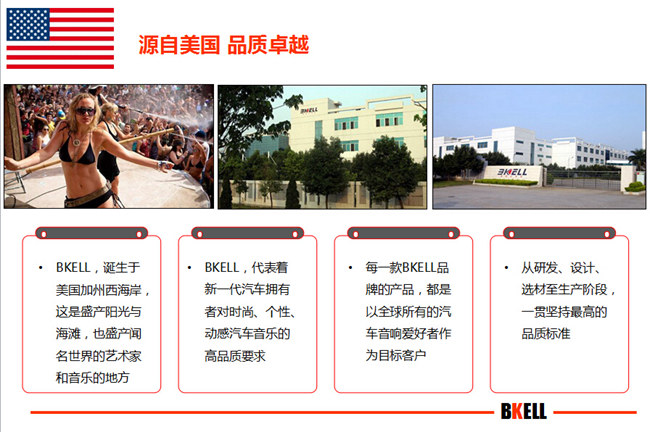 源自美国 品质卓越
BKELL
BKELL
• BKELL，诞生于
美国加州西海岸，
这是盛产阳光与
海滩，也盛产闻
名世界的艺术家
和音乐的地方
• BKELL，代表着
新一代汽车拥有
者对时尚、个性、
动感汽车音乐的
高品质要求
• 每一款BKELL品
牌的产品，都是
以全球所有的汽
车音响爱好者作
为目标客户
• 从研发、设计、
选材至生产阶段，
一贯坚持最高的
品质标准
BKELL